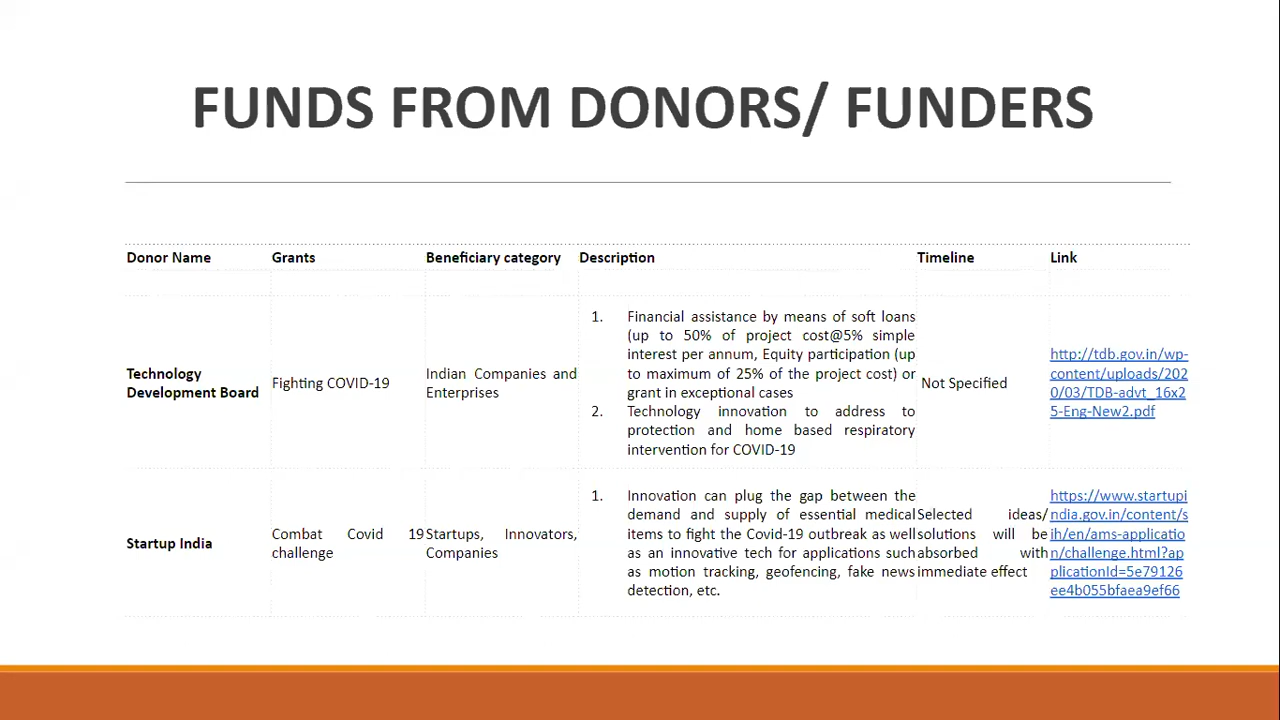 FUNDS FROM DONORS/ FUNDERS
Donor Name
Grants
Beneficiary category
Description
Timeline
Link
Technology
Development Board
Fighting COVID-19
Indian Companies and
Enterprises
1. Financial assistance by means of soft loans
(up to 50% of project cost@5% simple
interest per annum, Equity participation (up
to maximum of 25% of the project cost) or
grant in exceptional cases
2. Technology innovation to address to
protection and home based respiratory
intervention for COVID-19
Not Specified
http://tdb.gov.in/wp-
content/uploads/202
0/03/TDB-advt_16x2
5-Eng-New2.pdf
Startup India
Combat Covid 19
challenge
Startups, Innovators,
Companies
1. Innovation can plug the gap between the
demand and supply of essential medical
items to fight the Covid-19 outbreak as well
as an innovative tech for applications such
as motion tracking, geofencing, fake news
detection, etc.
Selected ideas/
solutions will be
absorbed with
immediate effect
https://www.startupi
ndia.gov.in/content/s
ih/en/ams-applicatio
n/challenge.html?ap
plicationId=5e79126
ee4b055bfaea9ef66